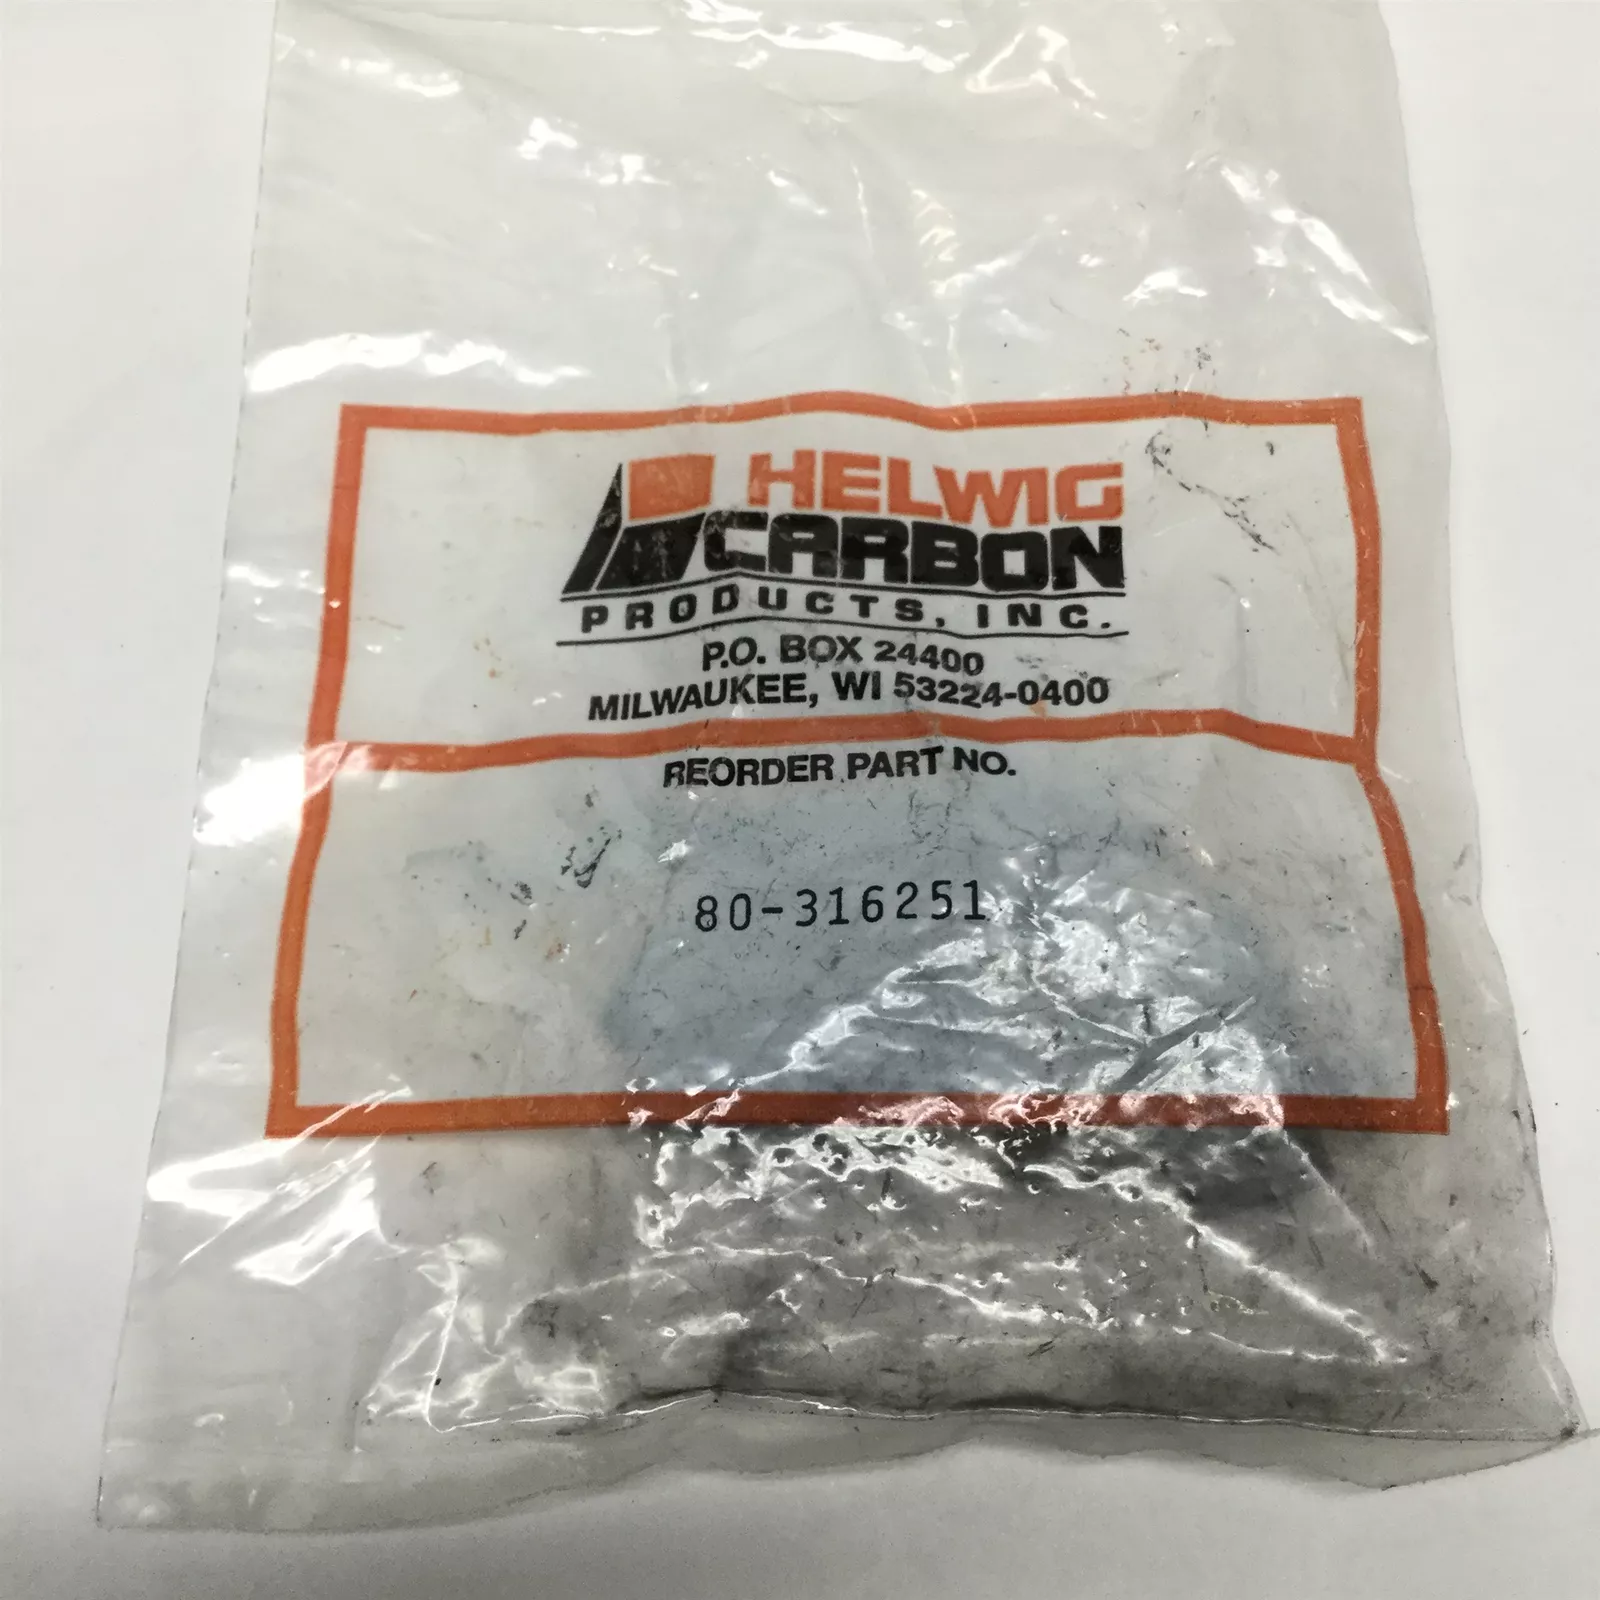 HELWIG
CARBON
PRODUCTS, INC.
P.O. BOX 24400
MILWAUKEE, WI 53224-0400
REORDER PART NO.
80-316251